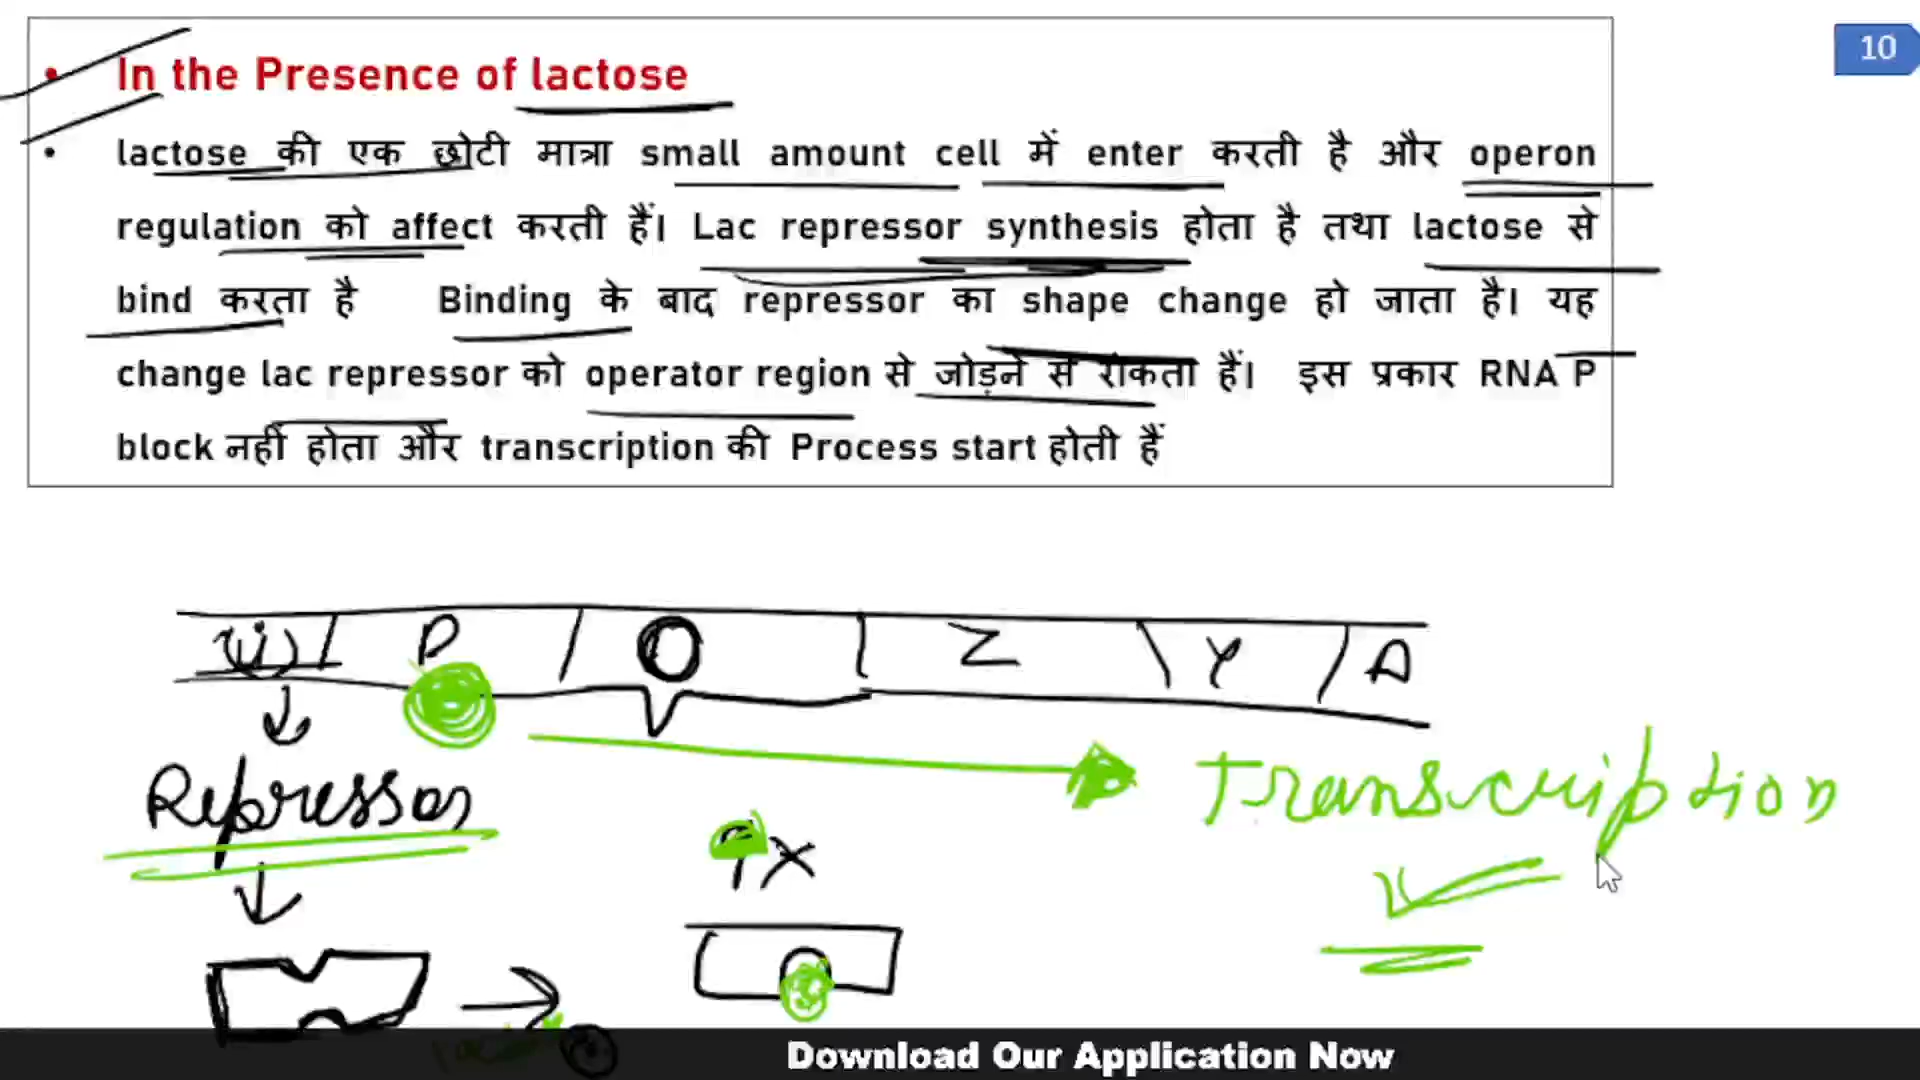 10
In the Presence of lactose
lactose की एक छोटी मात्रा small amount cell में enter करती है और operon
regulation को affect करती हैं। Lac repressor synthesis होता है तथा lactose से
bind करता है Binding के बाद repressor का shape change हो जाता है। यह
change lac repressor को operator region से जोड़ने से रोकता हैं। इस प्रकार RNA P
block नहीं होता और transcription की Process start होती हैं
(i) P O Z Y A
Transcription
Repressor
Download Our Application Now